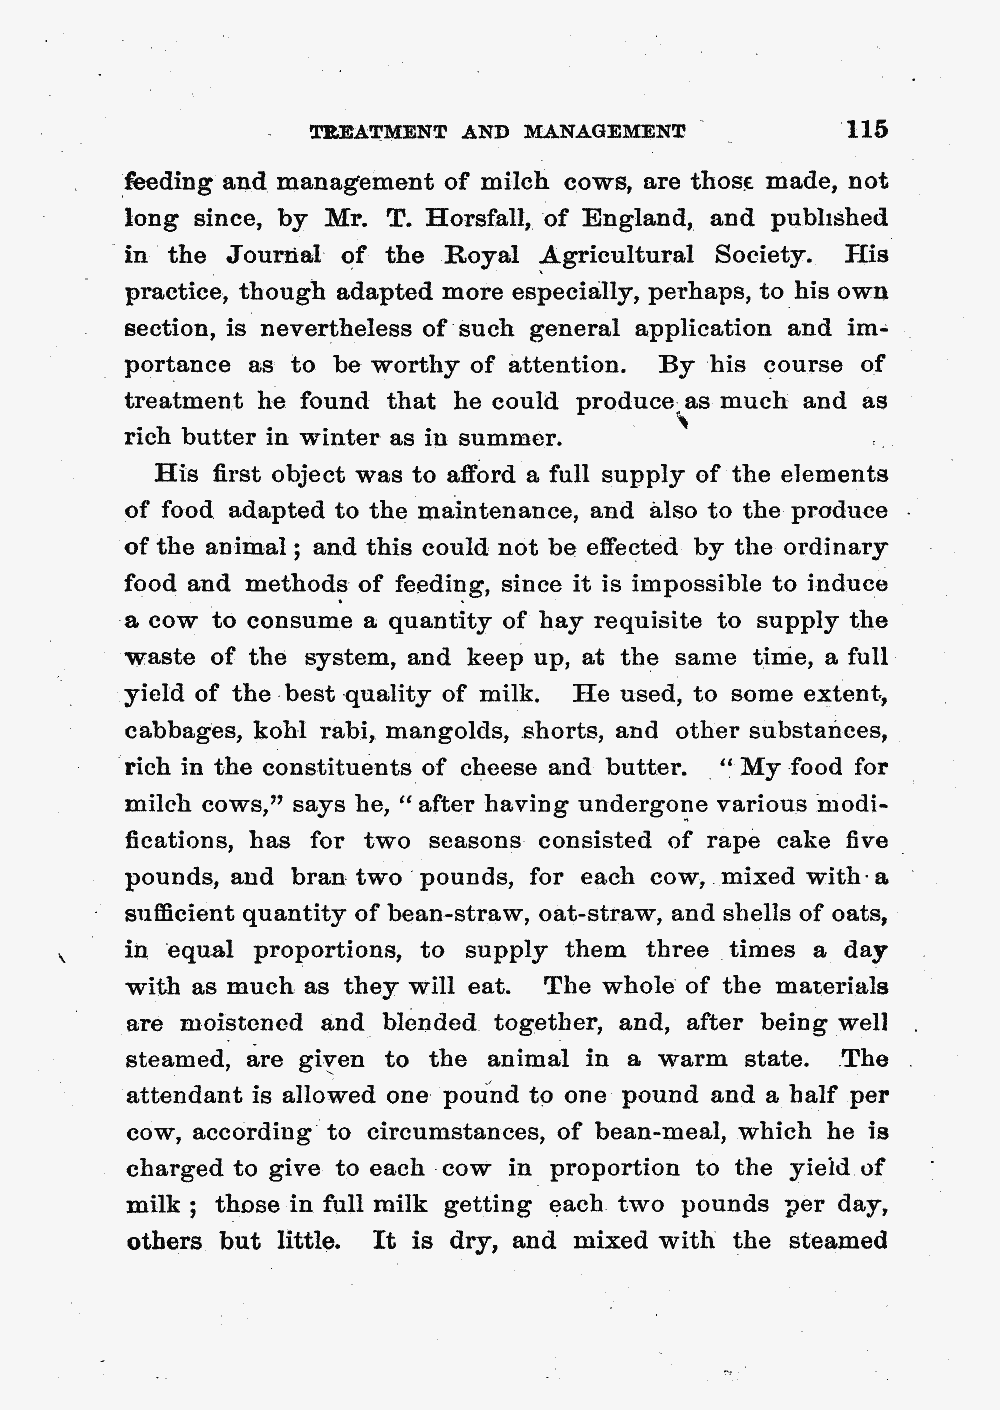 TREATMENT AND MANAGEMENT 115
feeding and management of milch cows, are those made, not
long since, by Mr. T. Horsfall, of England, and published
in the Journal of the Royal Agricultural Society. His
practice, though adapted more especially, perhaps, to his own
section, is nevertheless of such general application and im-
portance as to be worthy of attention. By his course of
treatment he found that he could produce as much and as
rich butter in winter as in summer.
His first object was to afford a full supply of the elements
of food adapted to the maintenance, and also to the produce
of the animal ; and this could not be effected by the ordinary
food and methods of feeding, since it is impossible to induce
a cow to consume a quantity of hay requisite to supply the
waste of the system, and keep up, at the same time, a full
yield of the best quality of milk. He used, to some extent,
cabbages, kohl rabi, mangolds, shorts, and other substances,
rich in the constituents of cheese and butter. “ My food for
milch cows,” says he, “ after having undergone various modi-
fications, has for two seasons consisted of rape cake five
pounds, and bran two pounds, for each cow, mixed with a
sufficient quantity of bean-straw, oat-straw, and shells of oats,
in equal proportions, to supply them three times a day
with as much as they will eat. The whole of the materials
are moistened and blended together, and, after being well
steamed, are given to the animal in a warm state. The
attendant is allowed one pound to one pound and a half per
cow, according to circumstances, of bean-meal, which he is
charged to give to each cow in proportion to the yield of
milk ; those in full milk getting each two pounds per day,
others but little. It is dry, and mixed with the steamed